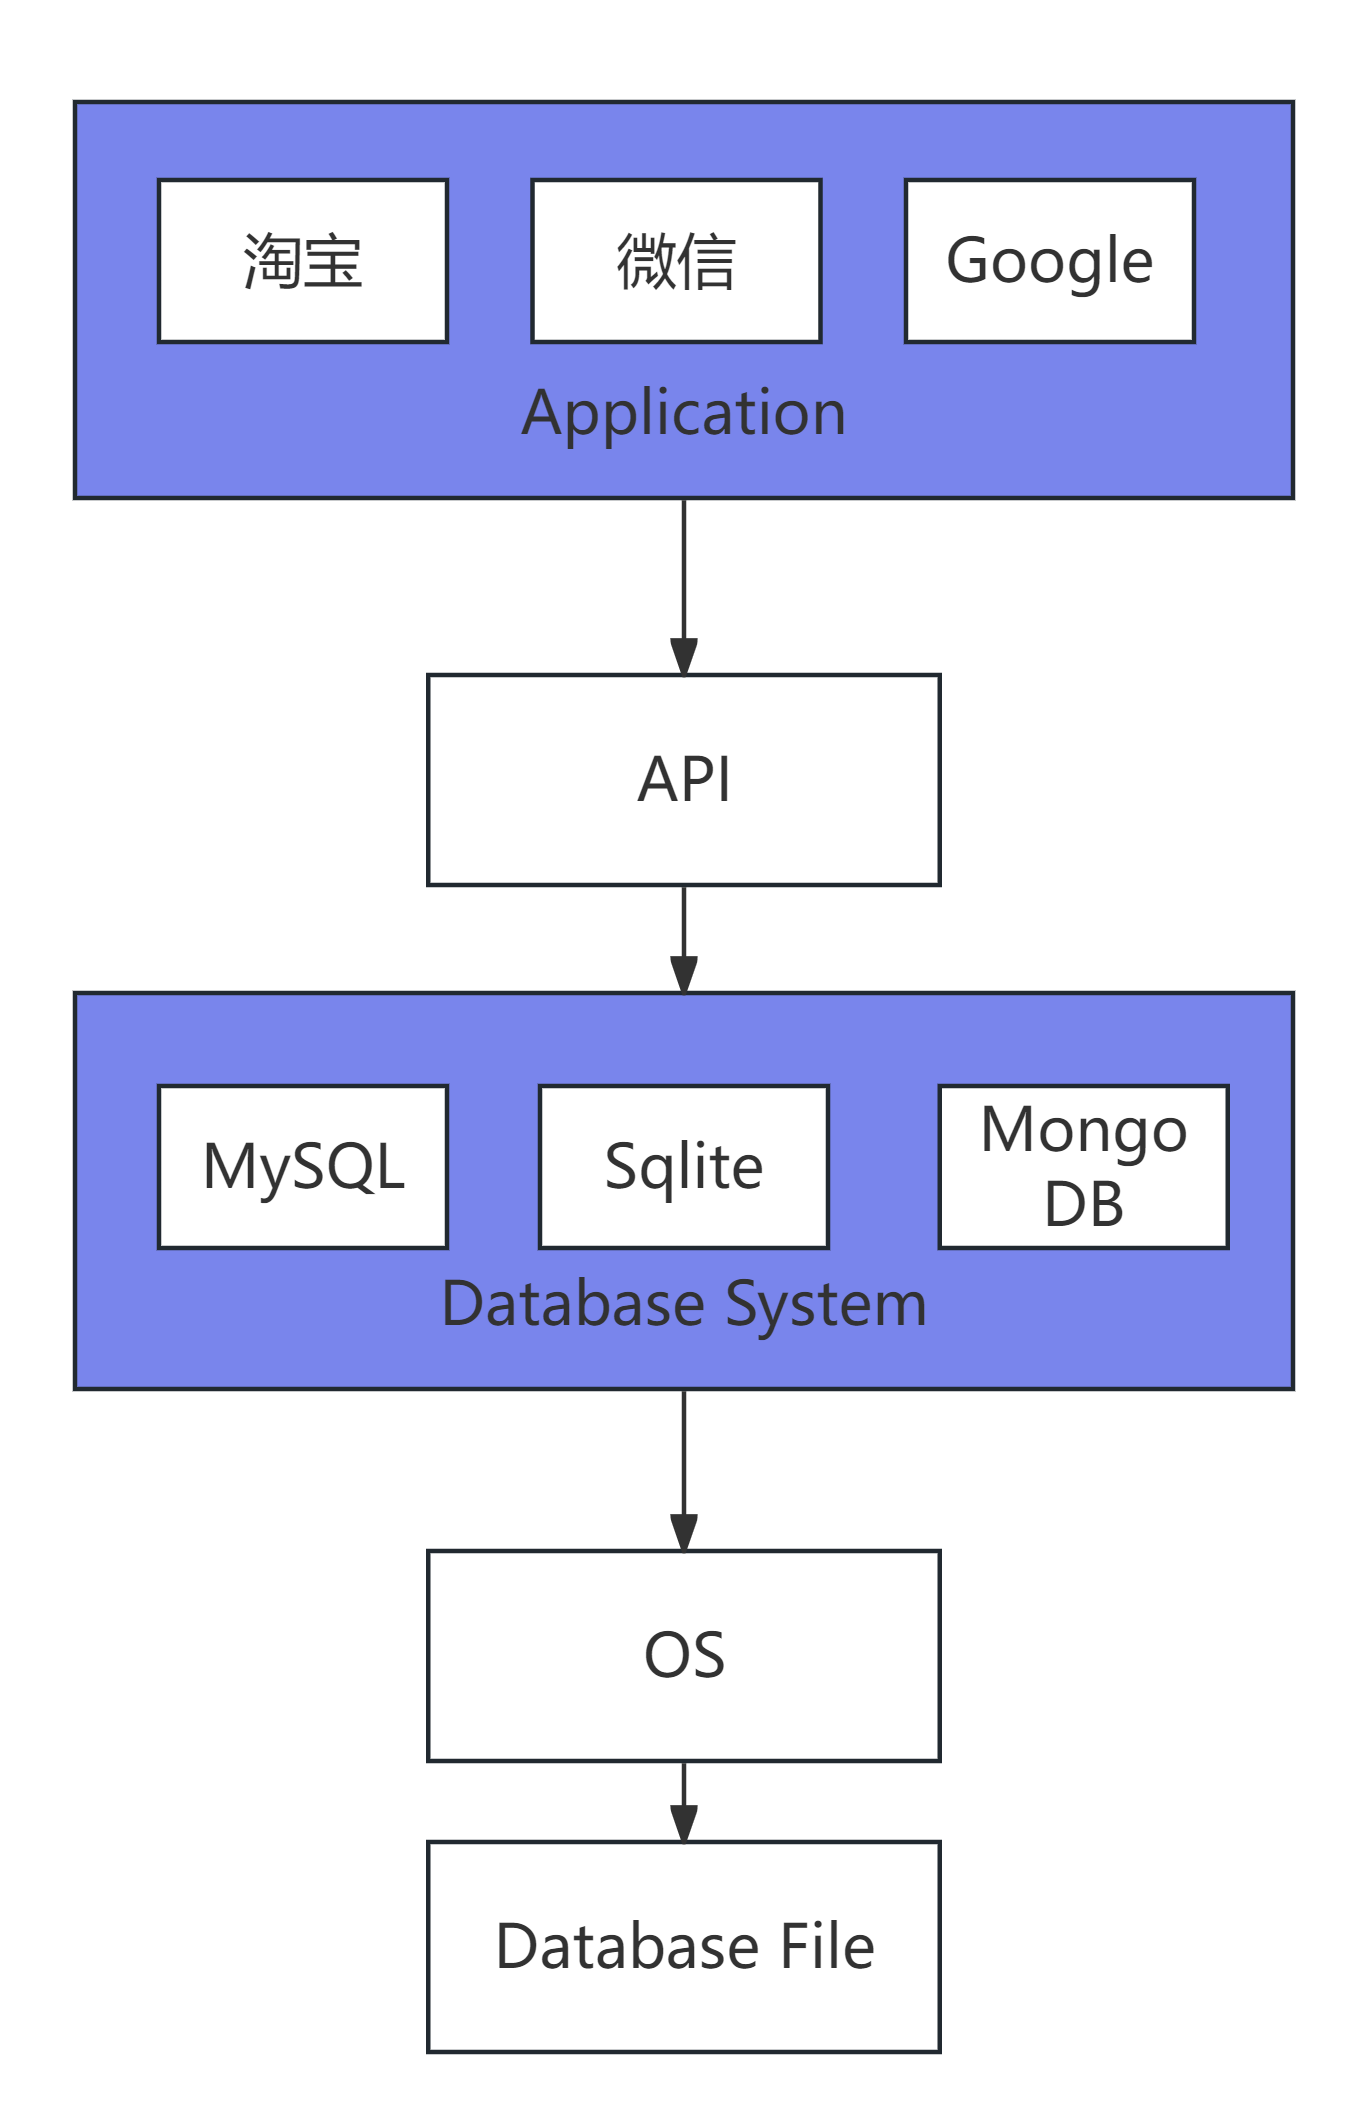 淘宝
微信
Google
Application
API
MySQL
Sqlite
Mongo
DB
Database System
OS
Database File